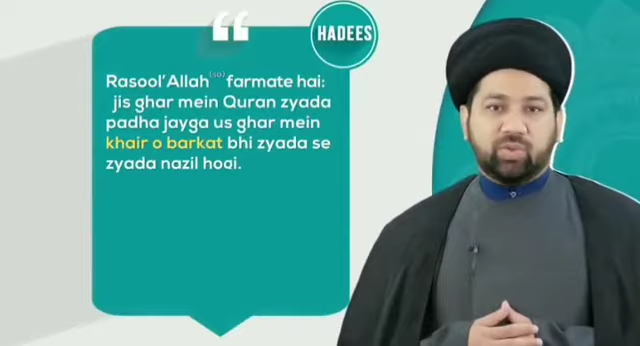 HADEES
Rasool'Allah(sa) farmate hai:
jis ghar mein Quran zyada
padha jayga us ghar mein
khair o barkat bhi zyada se
zyada nazil hoai.